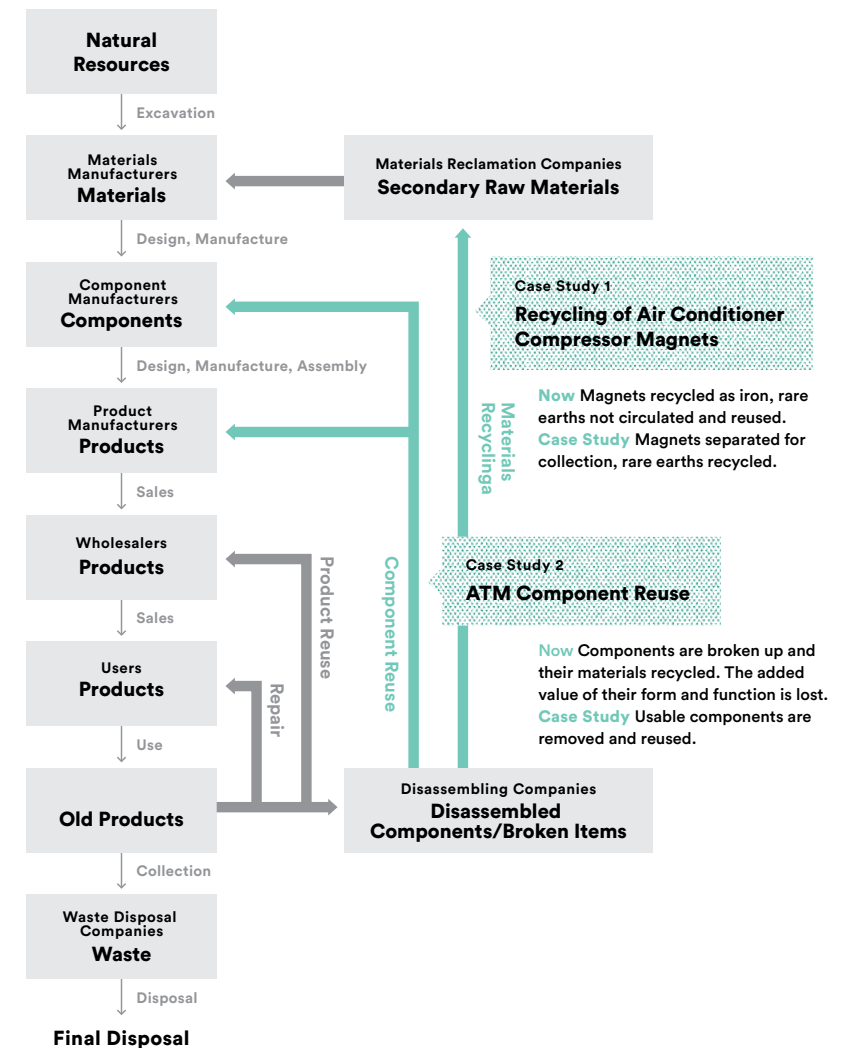 Natural
Resources
Excavation
Materials
Manufacturers
Materials
Materials Reclamation Companies
Secondary Raw Materials
Design, Manufacture
Component
Manufacturers
Components
Case Study 1
Recycling of Air Conditioner
Compressor Magnets
Design, Manufacture, Assembly
Product
Manufacturers
Products
Now Magnets recycled as iron, rare
earths not circulated and reused.
Case Study Magnets separated for
collection, rare earths recycled.
Materials
Recyclinga
Sales
Wholesalers
Products
Product Reuse
Component Reuse
Case Study 2
ATM Component Reuse
Sales
Users
Products
Repair
Now Components are broken up and
their materials recycled. The added
value of their form and function is lost.
Case Study Usable components are
removed and reused.
Use
Old Products
Disassembling Companies
Disassembled
Components/Broken Items
Collection
Waste Disposal
Companies
Waste
Disposal
Final Disposal